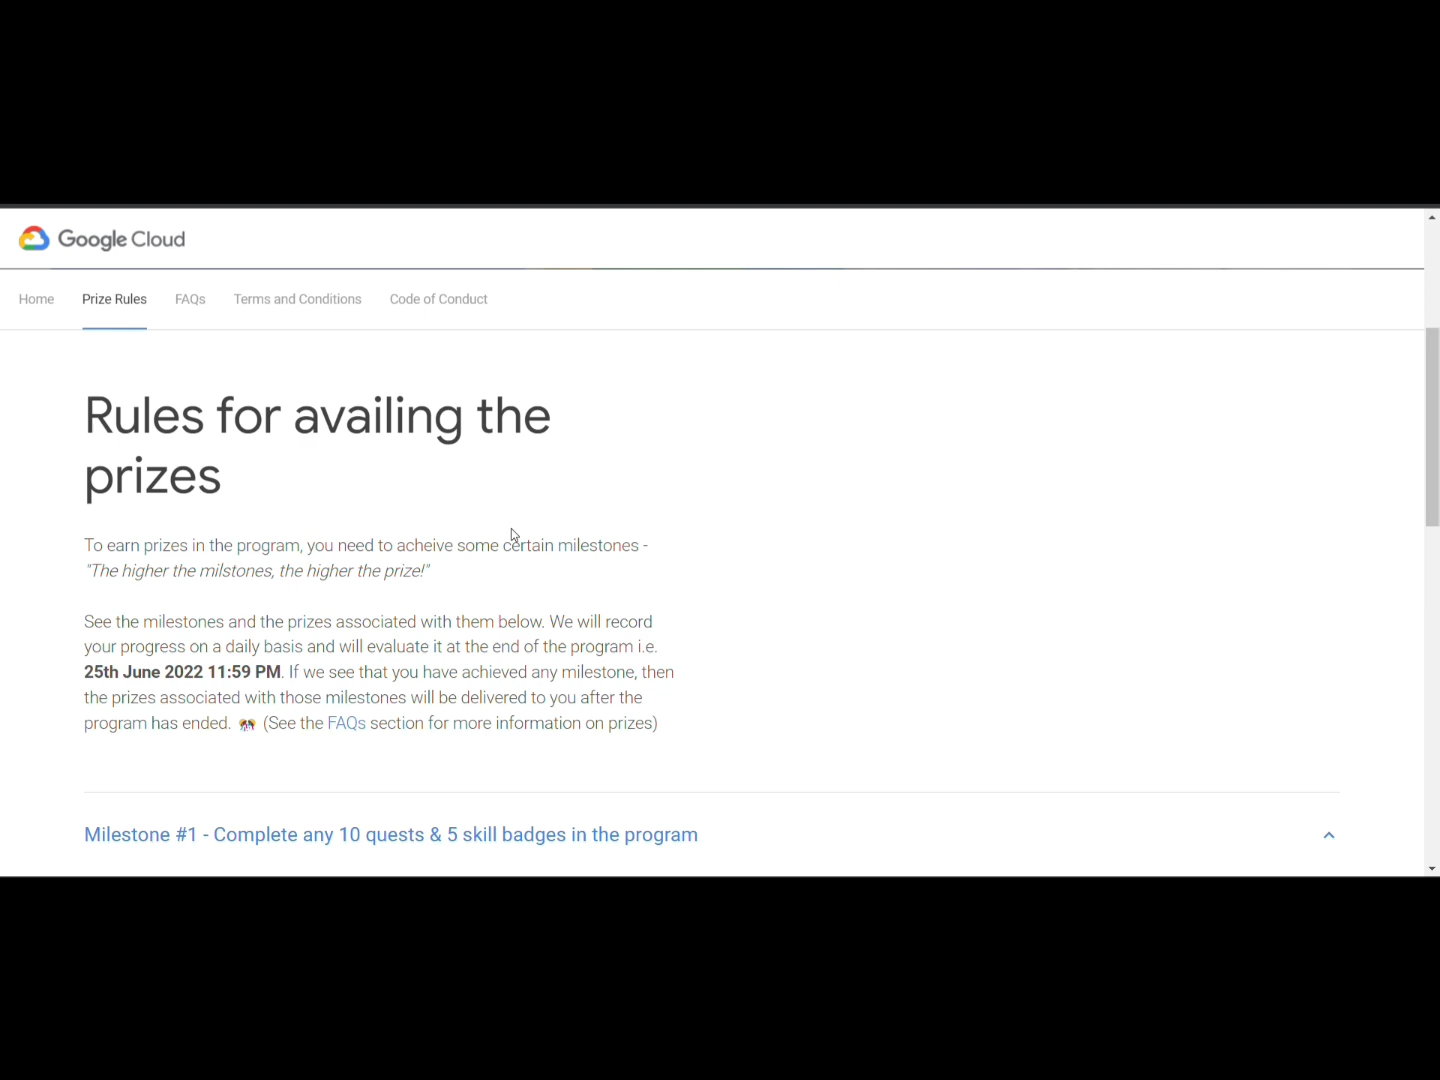 Google Cloud
Home Prize Rules FAQs Terms and Conditions Code of Conduct
Rules for availing the
prizes
To earn prizes in the program, you need to acheive some certain milestones -
"The higher the milstones, the higher the prize!"
See the milestones and the prizes associated with them below. We will record
your progress on a daily basis and will evaluate it at the end of the program i.e.
25th June 2022 11:59 PM. If we see that you have achieved any milestone, then
the prizes associated with those milestones will be delivered to you after the
program has ended. 🎊 (See the FAQs section for more information on prizes)
Milestone #1 - Complete any 10 quests & 5 skill badges in the program